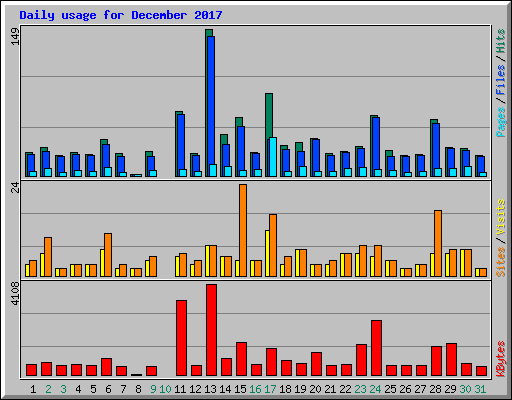 Daily usage for December 2017
149
Pages / Files / Hits
24
Sites / Visits
4108
KBytes
1 2 3 4 5 6 7 8 9 10 11 12 13 14 15 16 17 18 19 20 21 22 23 24 25 26 27 28 29 30 31